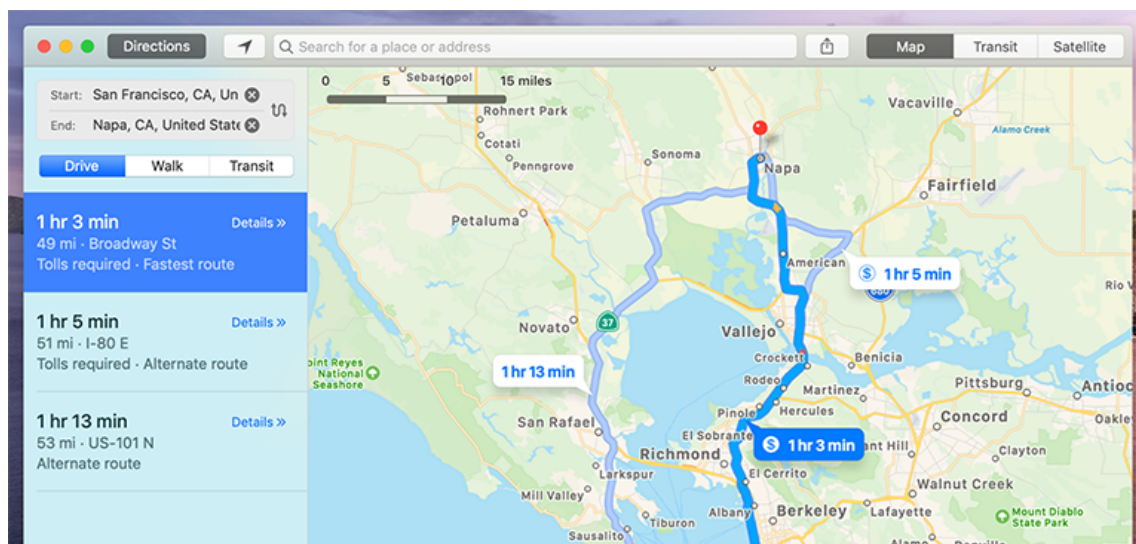 Directions
Search for a place or address
Map
Transit
Satellite
Start: San Francisco, CA, Un
End: Napa, CA, United State
Drive
Walk
Transit
1 hr 3 min
Details »
49 mi · Broadway St
Tolls required · Fastest route
1 hr 5 min
Details »
51 mi · I-80 E
Tolls required · Alternate route
1 hr 13 min
Details »
53 mi · US-101 N
Alternate route
0 5 10 15 miles
Rohnert Park
Cotati
Penngrove
Sonoma
Napa
Vacaville
Alamo Creek
Fairfield
Petaluma
American
$ 1 hr 5 min
680
Rio V
Novato
37
Vallejo
Crockett
Benicia
oint Reyes
National
Seashore
1 hr 13 min
Rodeo
Martinez
Pittsburg
Antioc
Pinole
Hercules
Concord
Oakle
San Rafael
El Sobrante
$ 1 hr 3 min
ant Hill
Clayton
Richmond
El Cerrito
Larkspur
Walnut Creek
Mill Valley
Albany
Berkeley
Lafayette
Mount Diablo
State Park
Tiburon
Sausalito